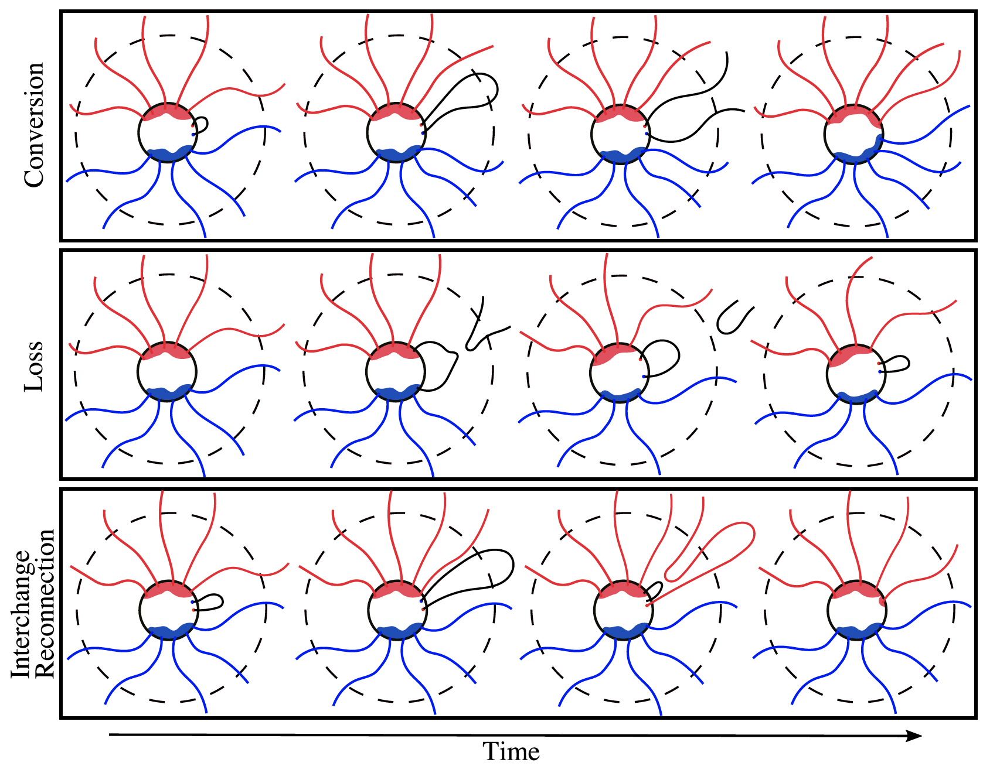 Conversion
Loss
Interchange
Reconnection
Time